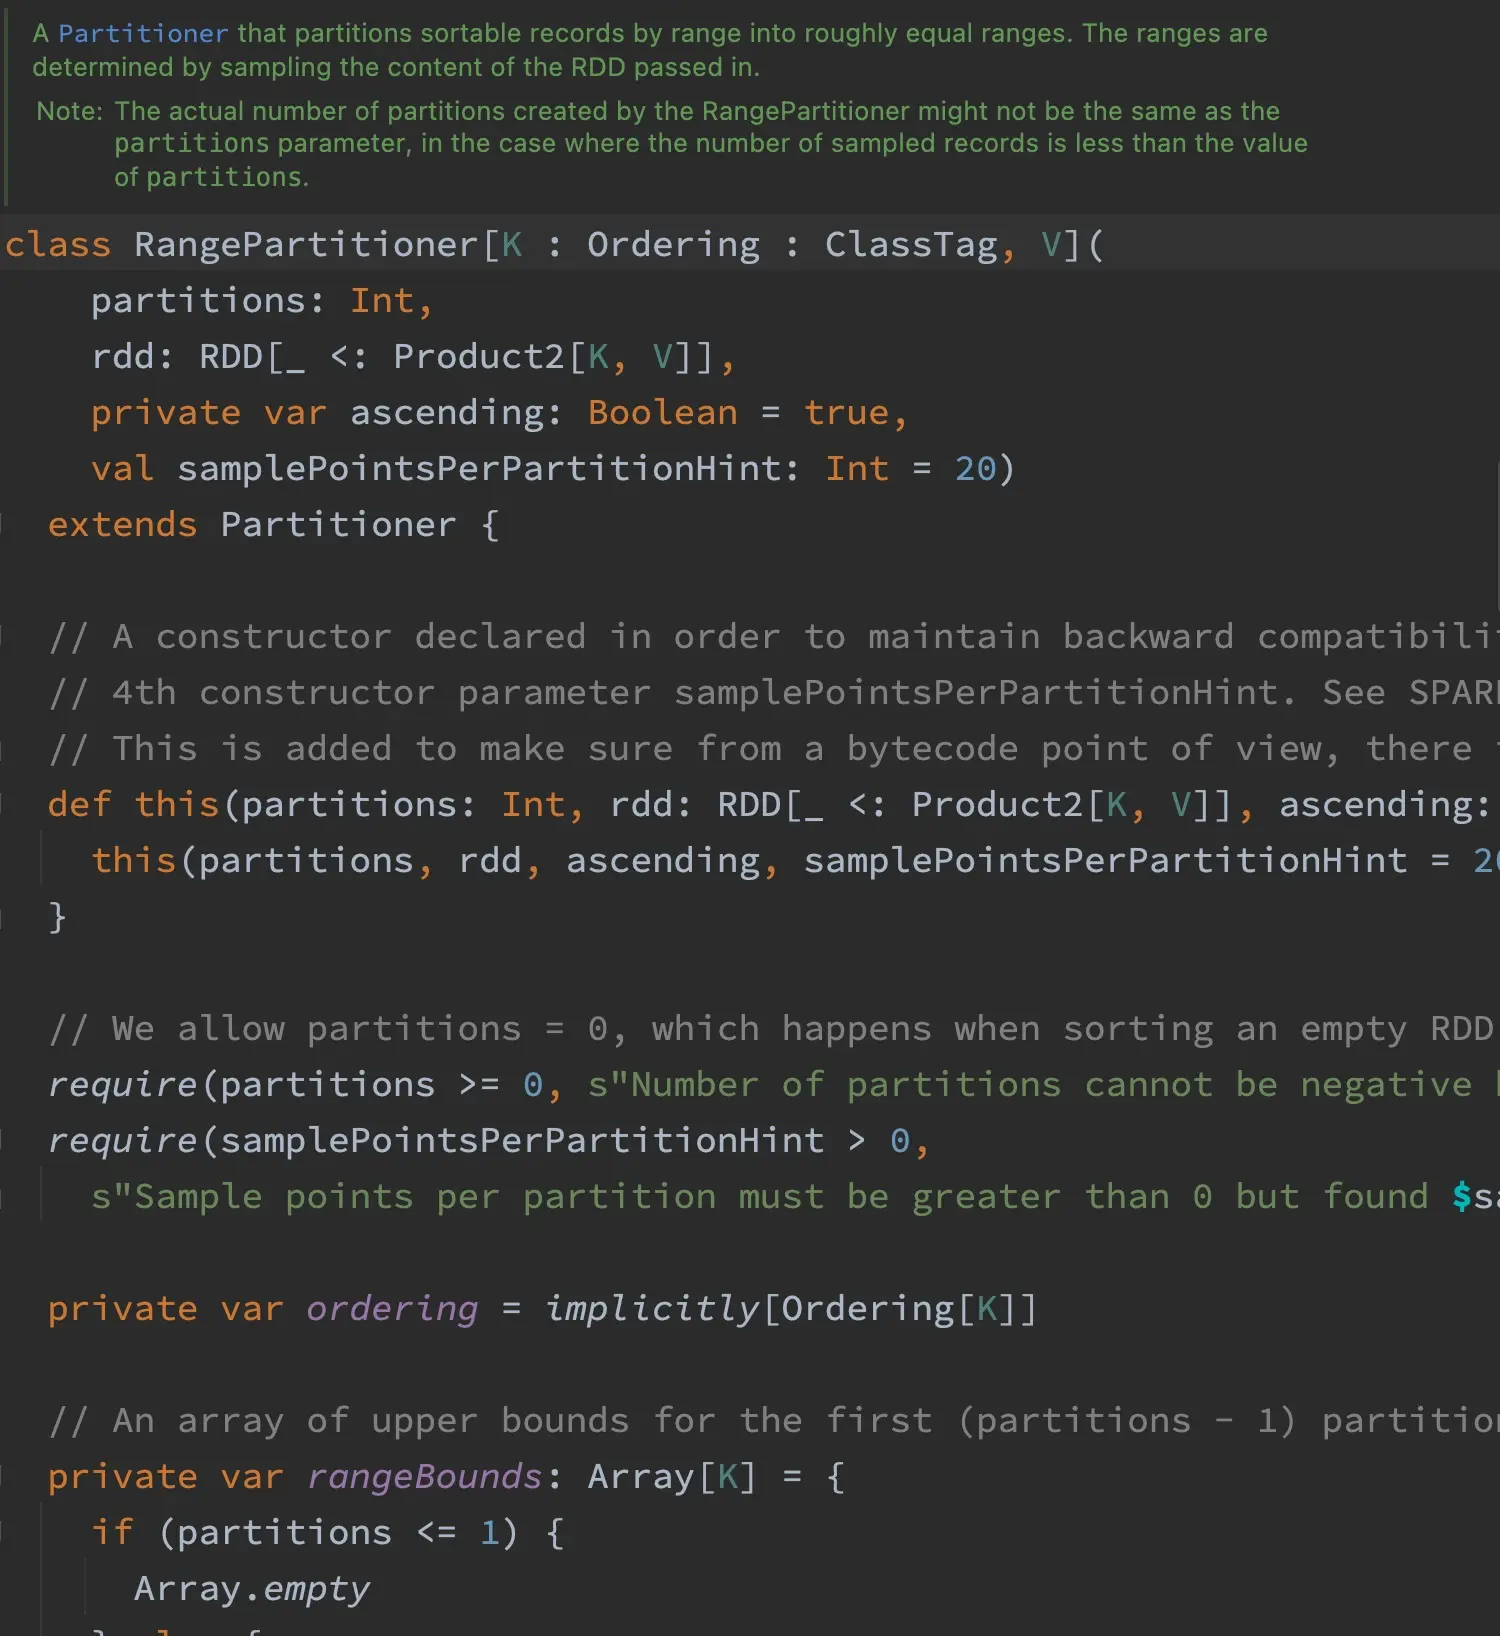 A Partitioner that partitions sortable records by range into roughly equal ranges. The ranges are
determined by sampling the content of the RDD passed in.
Note: The actual number of partitions created by the RangePartitioner might not be the same as the
partitions parameter, in the case where the number of sampled records is less than the value
of partitions.
class RangePartitioner[K : Ordering : ClassTag, V](
partitions: Int,
rdd: RDD[_ <: Product2[K, V]],
private var ascending: Boolean = true,
val samplePointsPerPartitionHint: Int = 20)
extends Partitioner {
// A constructor declared in order to maintain backward
// 4th constructor parameter samplePointsPerPartitionHint. See
// This is added to make sure from a bytecode point of view, there
def this(partitions: Int, rdd: RDD[_ <: Product2[K, V]], ascending:
this(partitions, rdd, ascending, samplePointsPerPartitionHint =
}
// We allow partitions = 0, which happens when sorting an empty RDD
require(partitions >= 0, s"Number of partitions cannot be negative
require(samplePointsPerPartitionHint > 0,
s"Sample points per partition must be greater than 0 but found
private var ordering = implicitly[Ordering[K]]
// An array of upper bounds for the first (partitions - 1)
private var rangeBounds: Array[K] = {
if (partitions <= 1) {
Array.empty